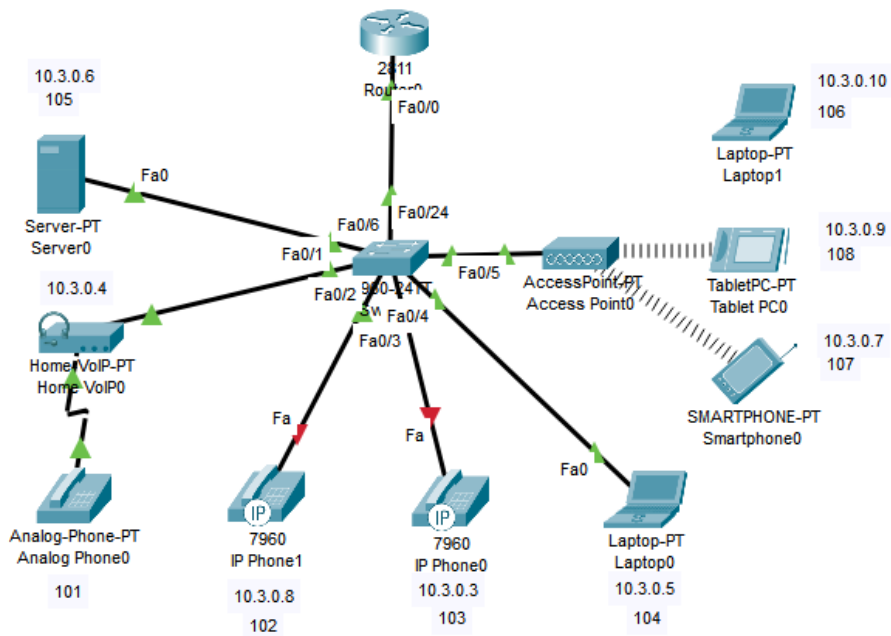 2811
Router0
Fa0/0
10.3.0.6
105
10.3.0.10
106
Laptop-PT
Laptop1
Fa0
Fa0/6
Fa0/24
Server-PT
Server0
Fa0/1
Fa0/5
AccessPoint-PT
Access Point0
10.3.0.9
108
TabletPC-PT
Tablet PC0
10.3.0.4
Fa0/2
Fa0/4
Fa0/3
Home VoIP-PT
Home VoIP0
10.3.0.7
107
SMARTPHONE-PT
Smartphone0
Fa
Fa
Fa0
IP
IP
Analog-Phone-PT
Analog Phone0
7960
IP Phone1
7960
IP Phone0
Laptop-PT
Laptop0
101
10.3.0.8
102
10.3.0.3
103
10.3.0.5
104